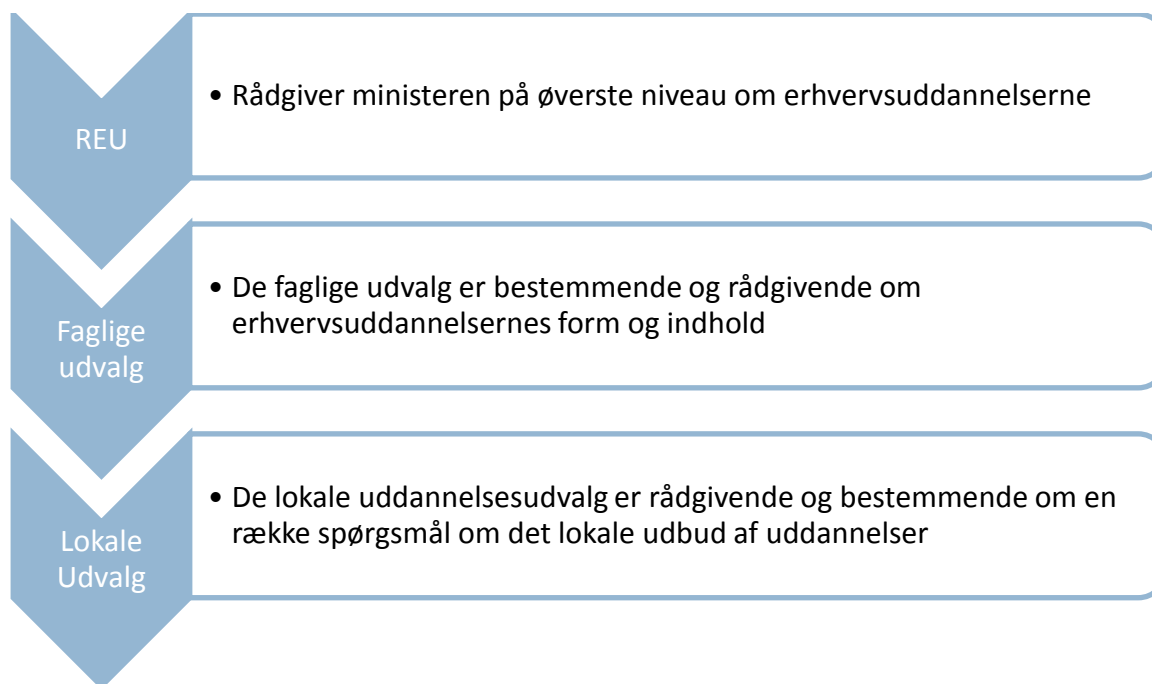 REU
• Rådgiver ministeren på øverste niveau om erhvervsuddannelserne
Faglige
udvalg
• De faglige udvalg er bestemmende og rådgivende om
erhvervsuddannelsernes form og indhold
Lokale
Udvalg
• De lokale uddannelsesudvalg er rådgivende og bestemmende om en
række spørgsmål om det lokale udbud af uddannelser